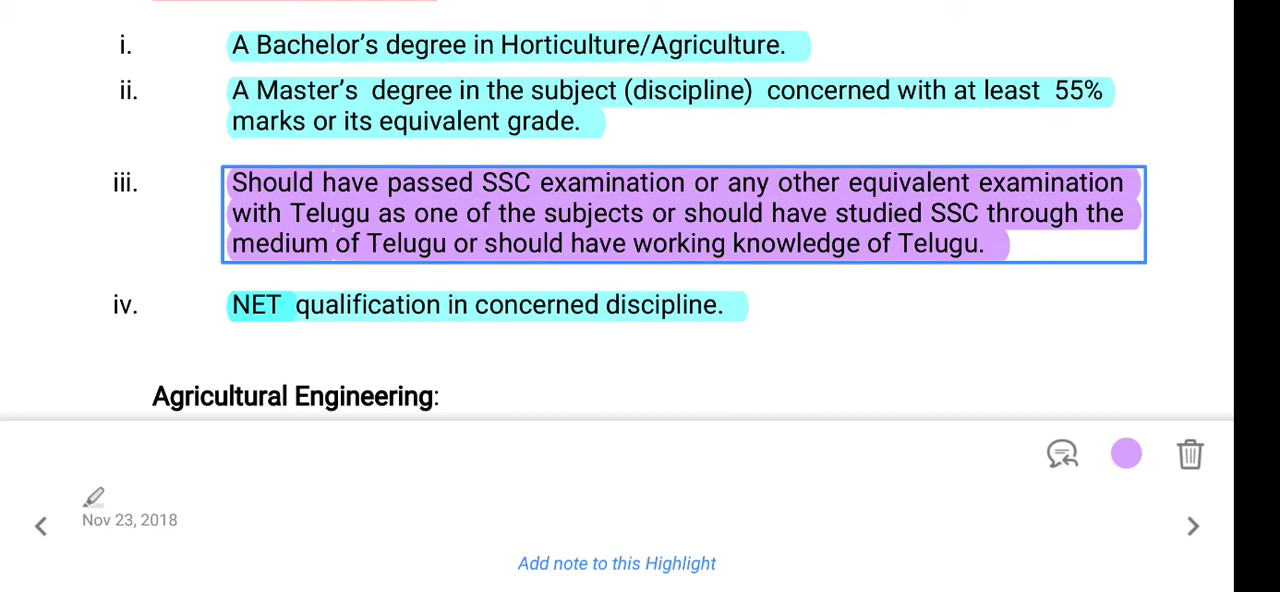 i. A Bachelor’s degree in Horticulture/Agriculture.
ii. A Master’s degree in the subject (discipline) concerned with at least 55%
marks or its equivalent grade.
iii. Should have passed SSC examination or any other equivalent examination
with Telugu as one of the subjects or should have studied SSC through the
medium of Telugu or should have working knowledge of Telugu.
iv. NET qualification in concerned discipline.
Agricultural Engineering:
Nov 23, 2018
Add note to this Highlight